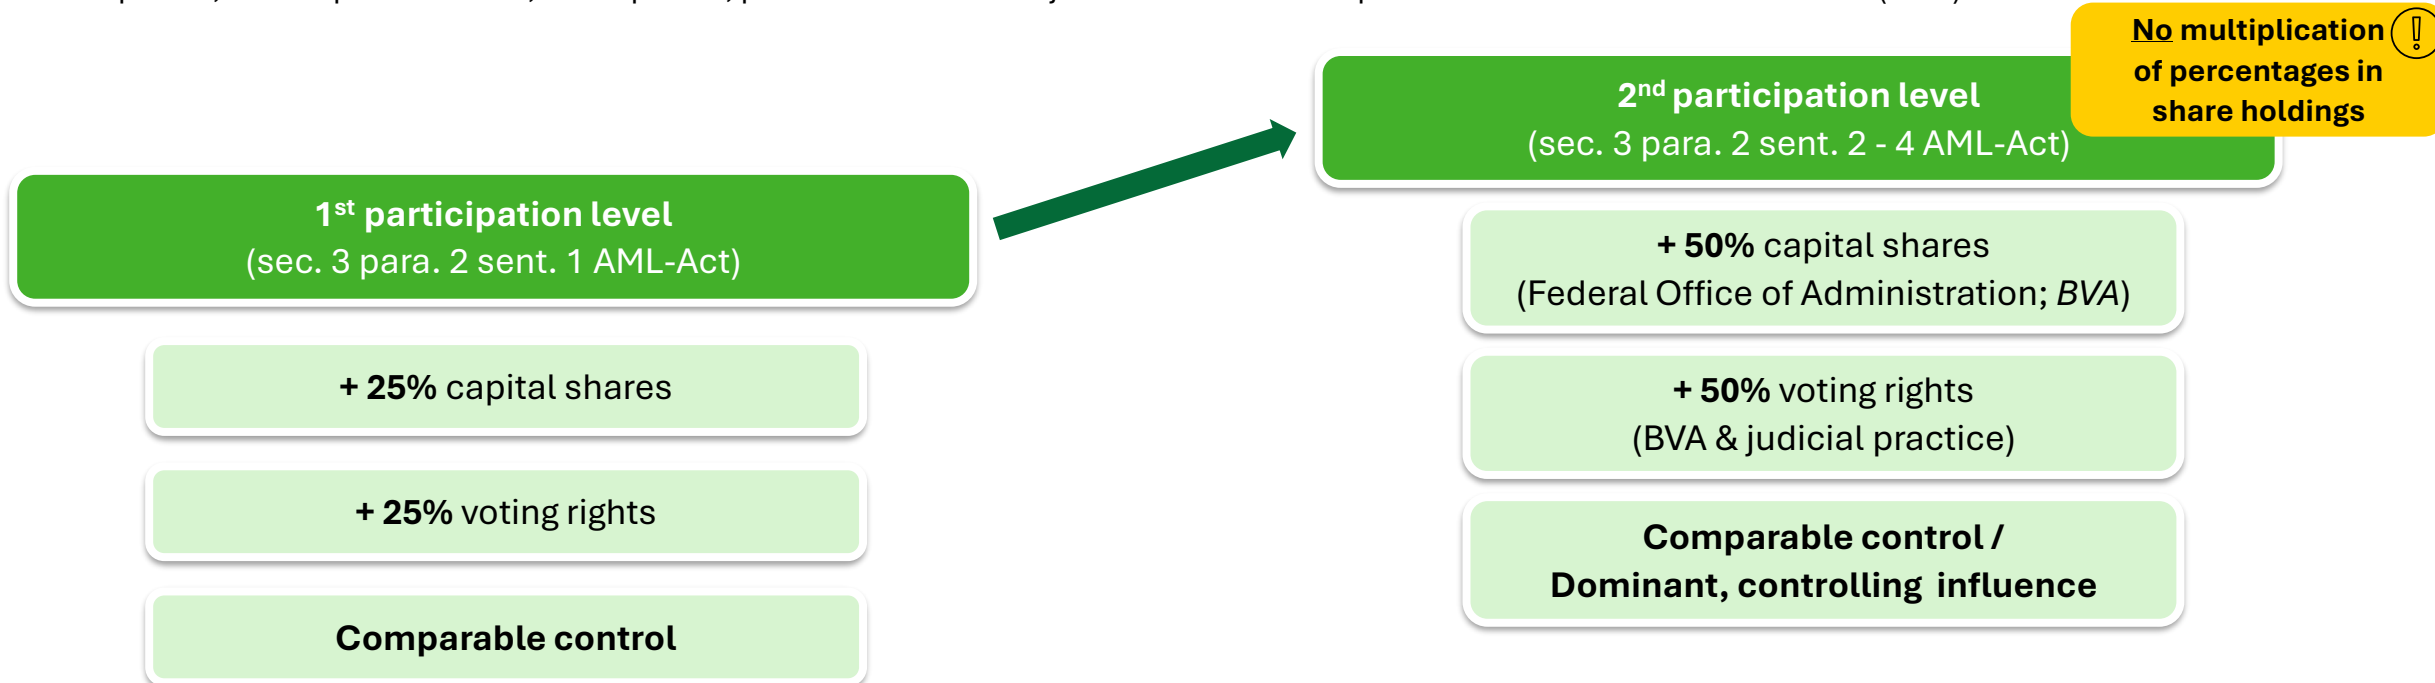 No multiplication
of percentages in
share holdings
1st participation level
(sec. 3 para. 2 sent. 1 AML-Act)
+ 25% capital shares
+ 25% voting rights
Comparable control
2nd participation level
(sec. 3 para. 2 sent. 2 - 4 AML-Act)
+ 50% capital shares
(Federal Office of Administration; BVA)
+ 50% voting rights
(BVA & judicial practice)
Comparable control /
Dominant, controlling influence